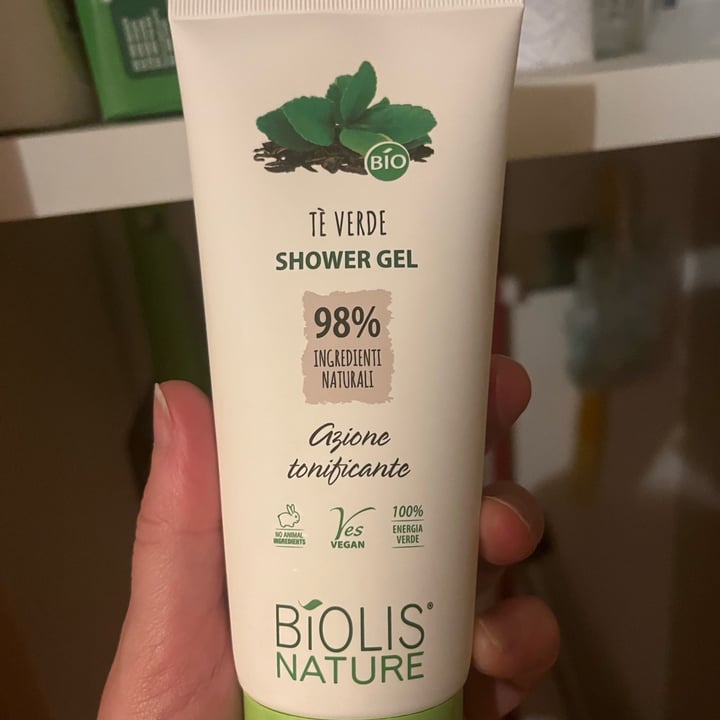 BIO
TÈ VERDE
SHOWER GEL
98%
INGREDIENTI
NATURALI
Azione
tonificante
NO ANIMAL
INGREDIENTS
Yes
VEGAN
100%
ENERGIA
VERDE
BIOLIS®
NATURE